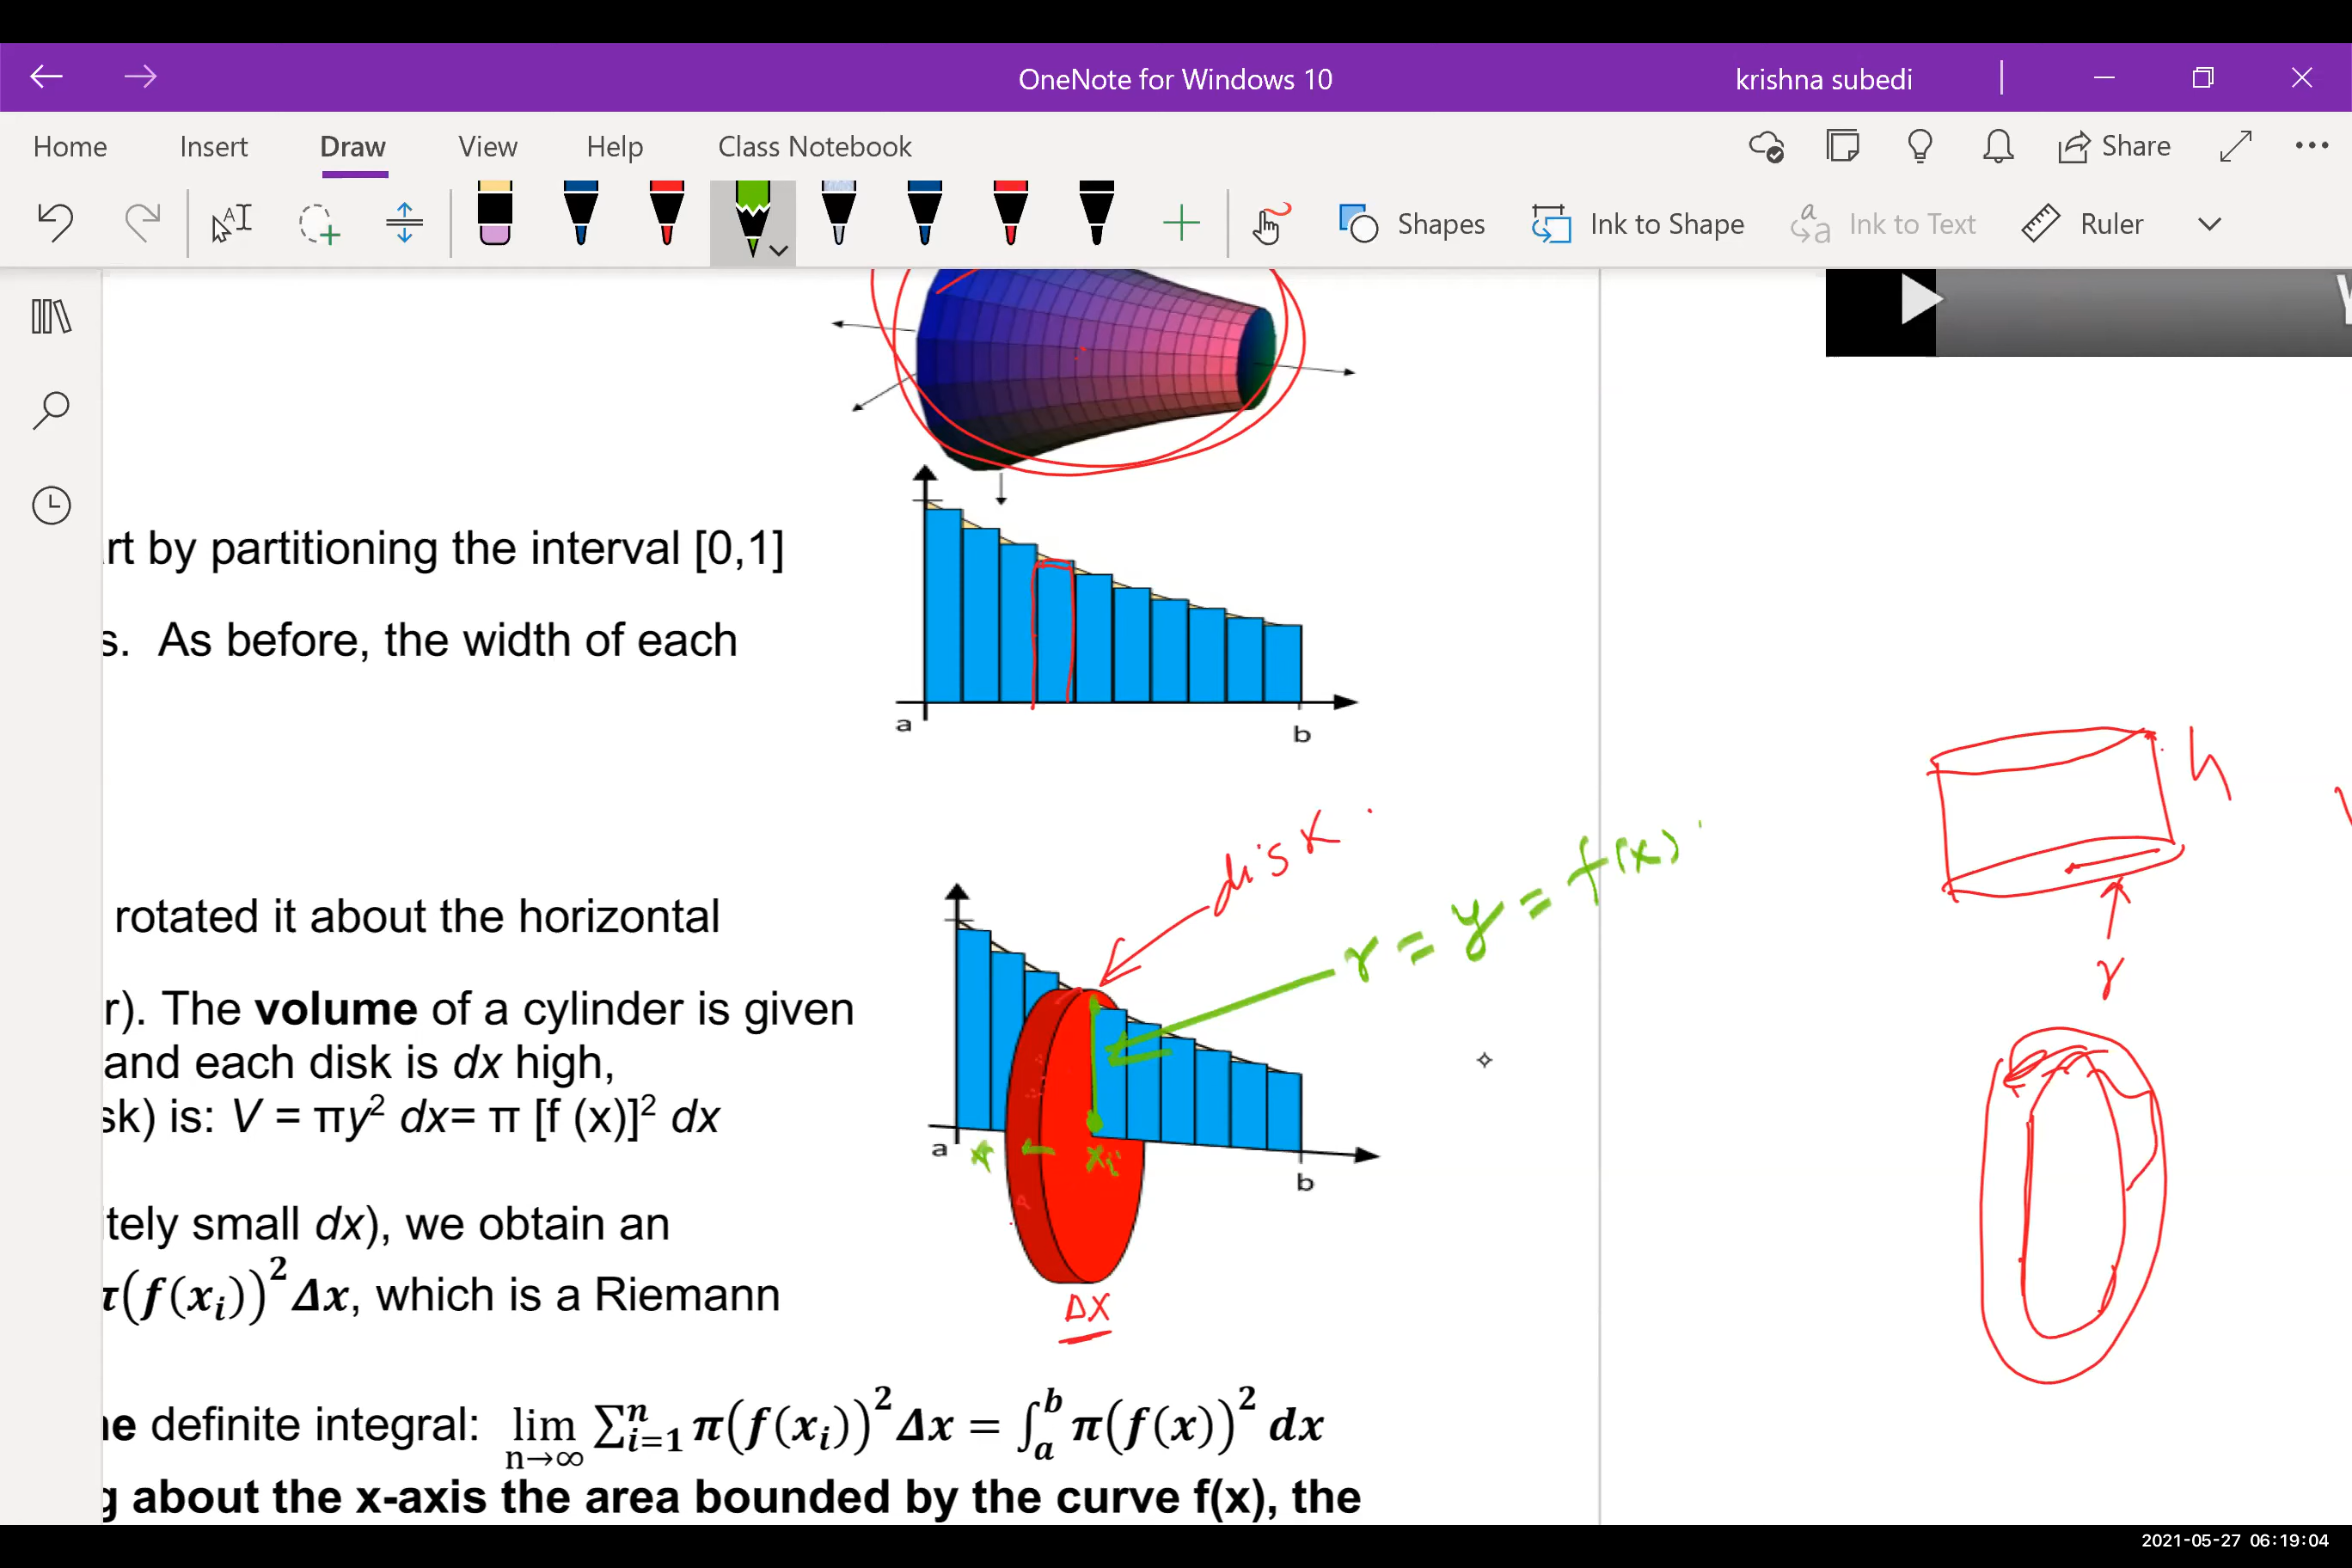 OneNote for Windows 10
krishna subedi
Home Insert Draw View Help Class Notebook
Share
Shapes
Ink to Shape
Ink to Text
Ruler
rt by partitioning the interval [0,1]
s. As before, the width of each
a
b
h
r
disk
r = y = f(x)
rotated it about the horizontal
r). The volume of a cylinder is given
and each disk is dx high,
sk) is: V = πy² dx= π [f (x)]² dx
a
xi
b
itely small dx), we obtain an
π(f(xᵢ))² Δx, which is a Riemann
Δx
ne definite integral: lim n→∞ ∑ⁿᵢ₌₁ π(f(xᵢ))² Δx = ∫ₐᵇ π(f(x))² dx
g about the x-axis the area bounded by the curve f(x), the
2021-05-27 06:19:04